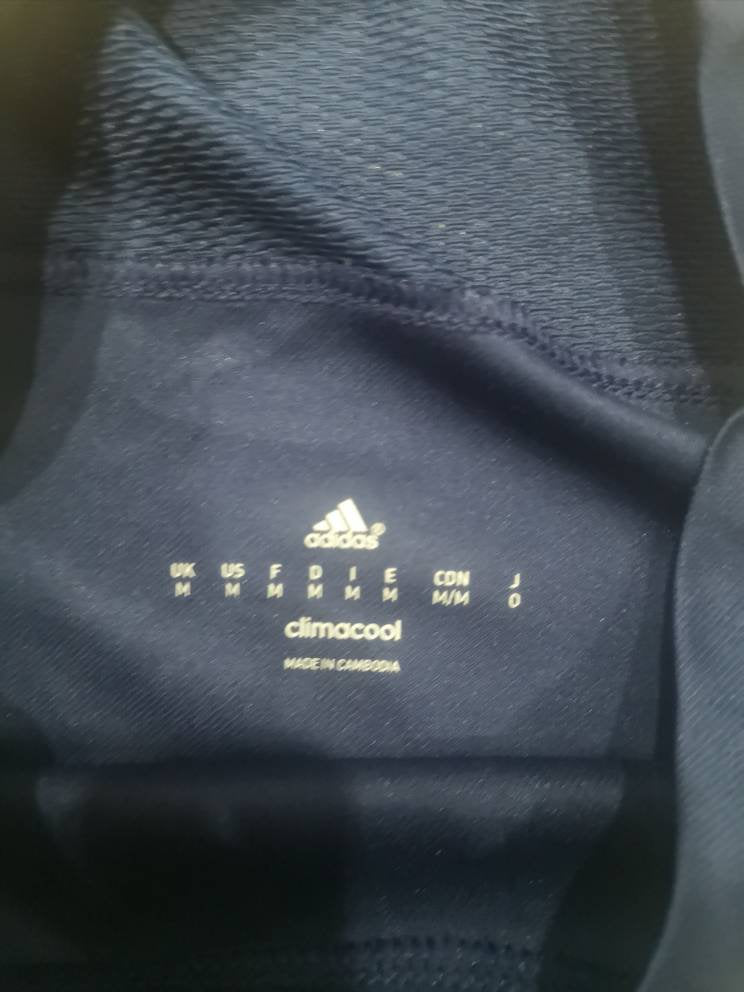 adidas®
UK US F D I E CDN J
M M M M M M M/M O
climacool
MADE IN CAMBODIA